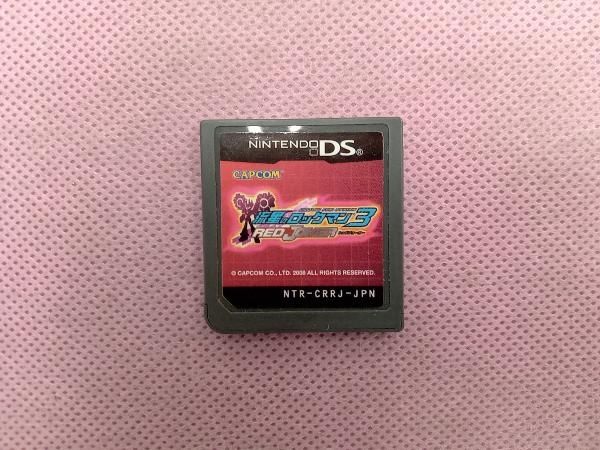 NINTENDO DS®
CAPCOM
流星のロックマン3
RED JOKER
© CAPCOM CO., LTD. 2008 ALL RIGHTS RESERVED.
NTR-CRRJ-JPN